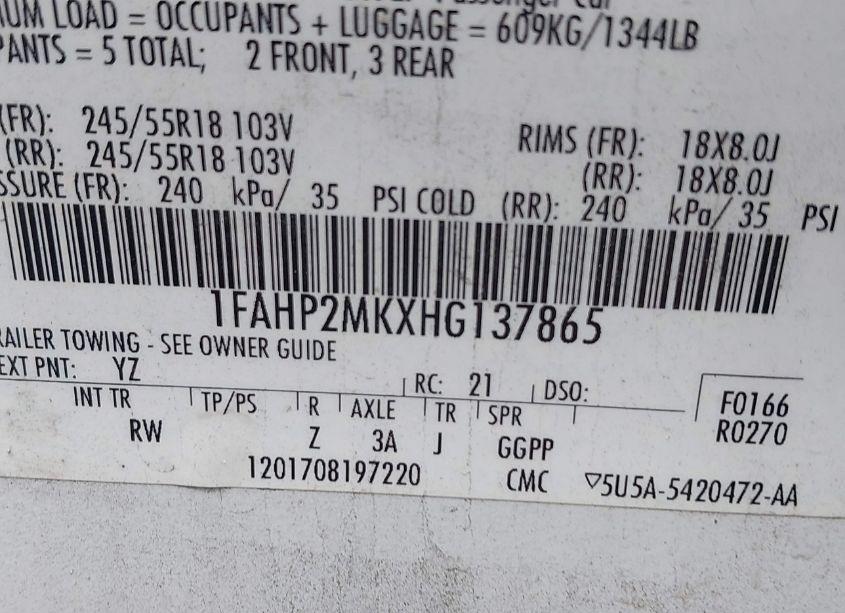 UM LOAD = OCCUPANTS + LUGGAGE = 609KG/1344LB
PANTS = 5 TOTAL; 2 FRONT, 3 REAR
(FR): 245/55R18 103V RIMS (FR): 18X8.0J
(RR): 245/55R18 103V (RR): 18X8.0J
SSURE (FR): 240 kPa/ 35 PSI COLD (RR): 240 kPa/ 35 PSI
1FAHP2MKXHG137865
RAILER TOWING - SEE OWNER GUIDE
EXT PNT: YZ RC: 21 DSO:
INT TR TP/PS R AXLE TR SPR F0166
RW Z 3A J GGPP R0270
1201708197220 CMC ▽5U5A-5420472-AA